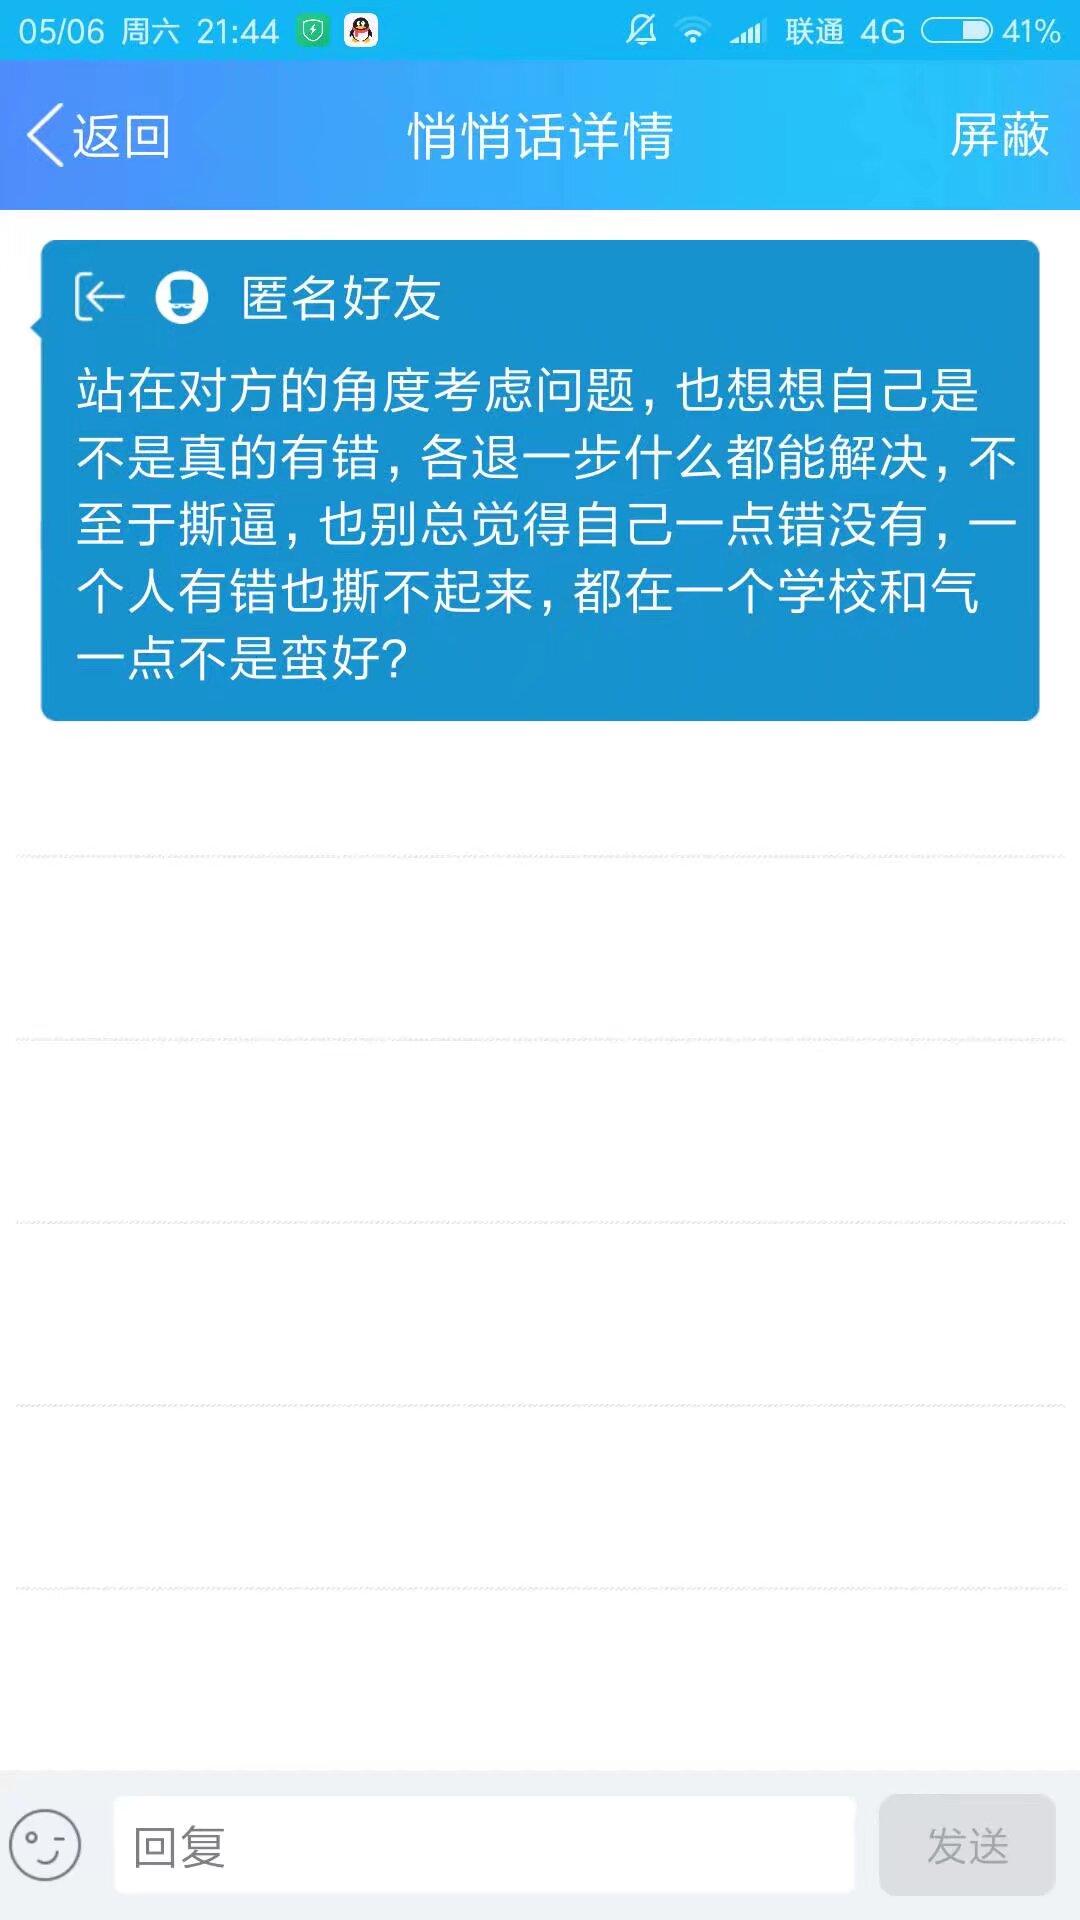 05/06 周六 21:44 联通 4G 41%
返回 悄悄话详情 屏蔽
匿名好友
站在对方的角度考虑问题，也想想自己是
不是真的有错，各退一步什么都能解决，不
至于撕逼，也别总觉得自己一点错没有，一
个人有错也撕不起来，都在一个学校和气
一点不是蛮好?
回复 发送